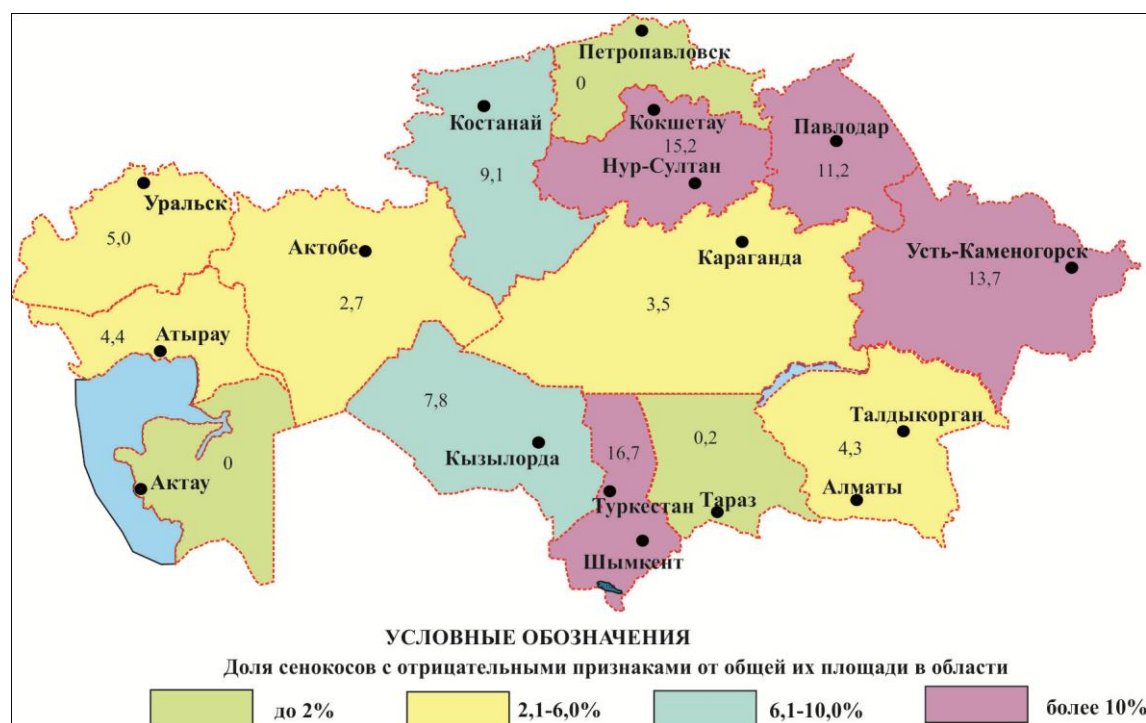 Петропавловск
0
Костанай
9,1
Кокшетау
15,2
Нур-Султан
Павлодар
11,2
Уральск
5,0
Актобе
2,7
Караганда
3,5
Усть-Каменогорск
13,7
4,4
Атырау
0
Актау
7,8
Кызылорда
16,7
Туркестан
Шымкент
0,2
Тараз
Талдыкорган
4,3
Алматы
УСЛОВНЫЕ ОБОЗНАЧЕНИЯ
Доля сенокосов с отрицательными признаками от общей их площади в области
до 2%
2,1-6,0%
6,1-10,0%
более 10%